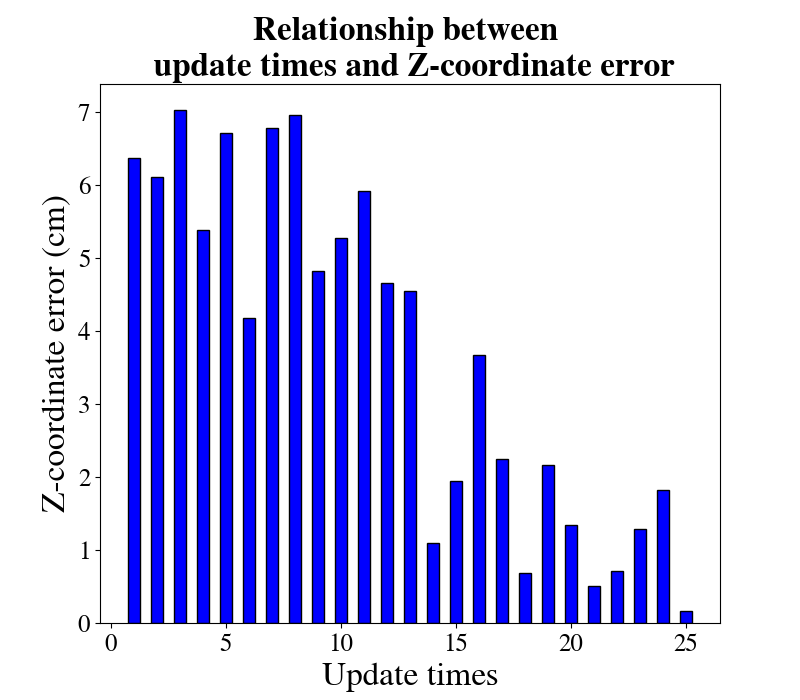 Relationship between
update times and Z-coordinate error
Z-coordinate error (cm)
7
6
5
4
3
2
1
0
0 5 10 15 20 25
Update times